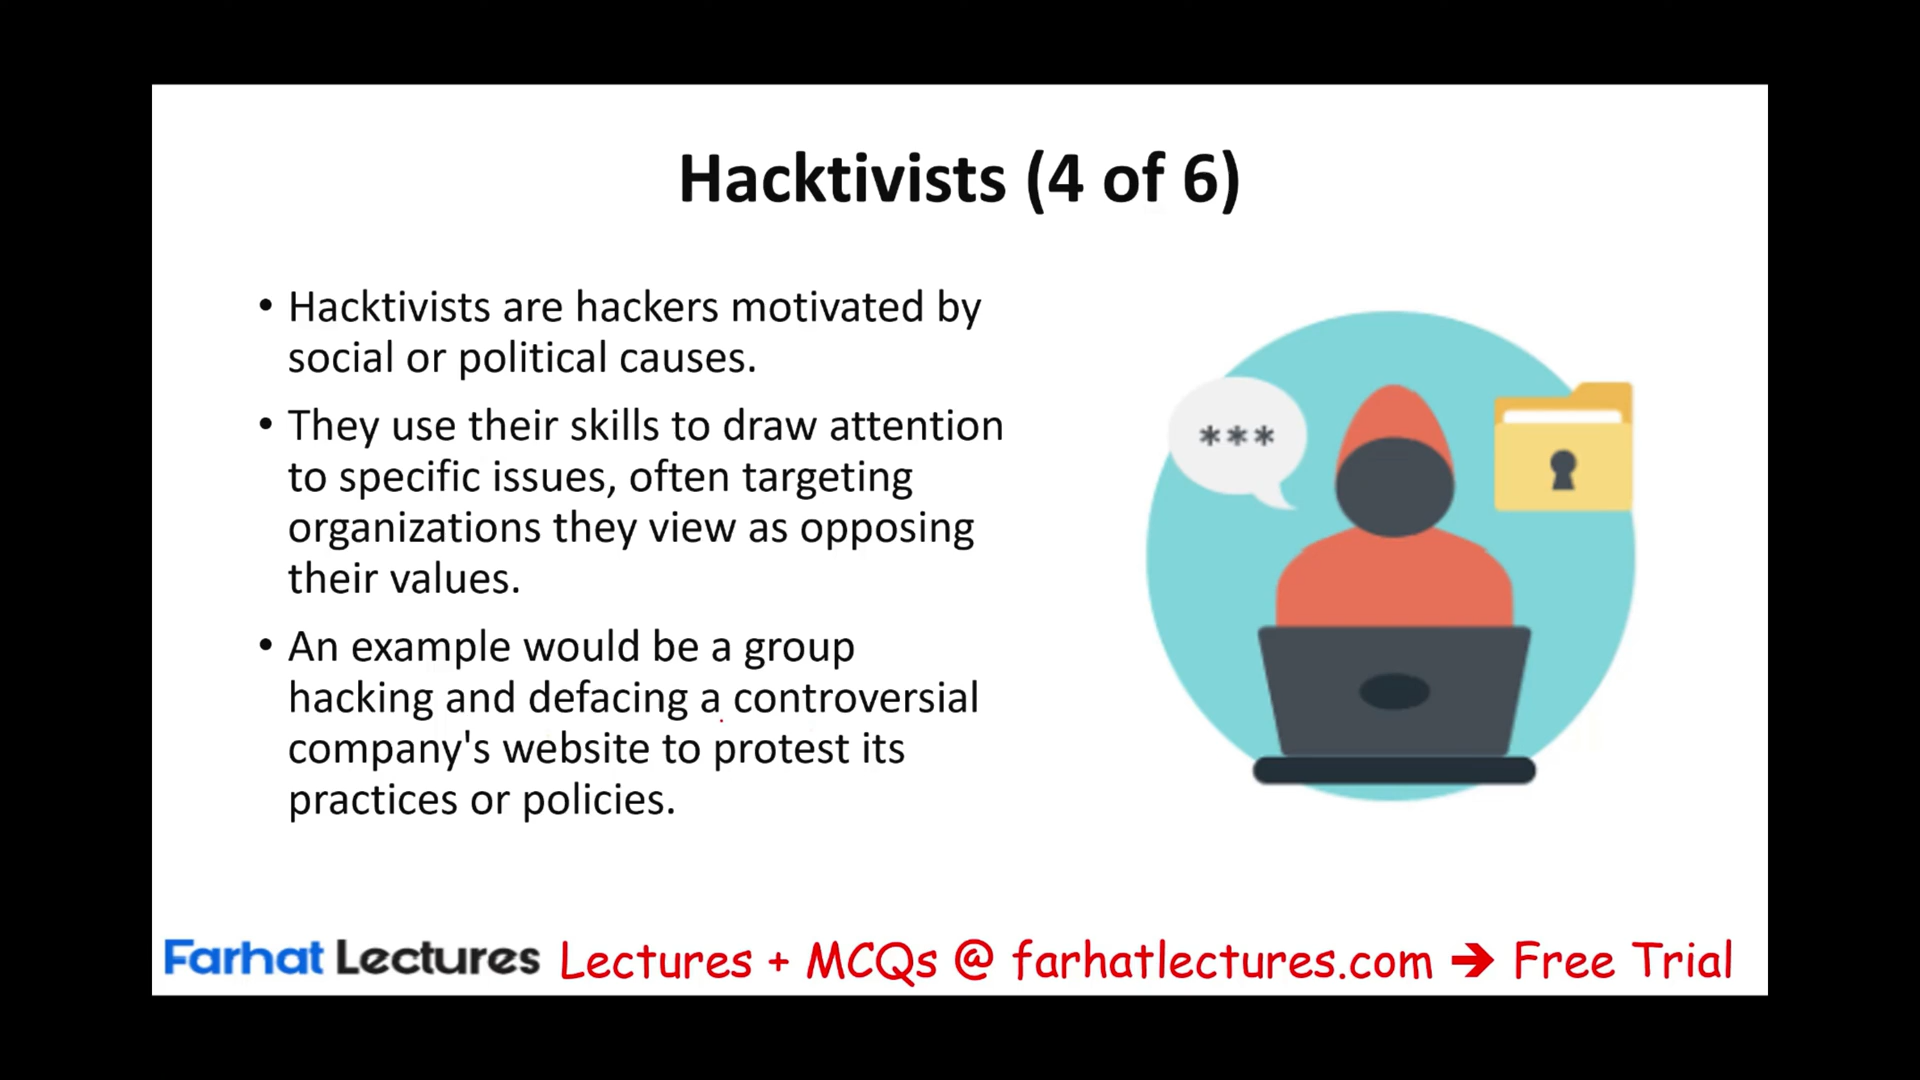 Hacktivists (4 of 6)
• Hacktivists are hackers motivated by
social or political causes.
• They use their skills to draw attention
to specific issues, often targeting
organizations they view as opposing
their values.
• An example would be a group
hacking and defacing a controversial
company's website to protest its
practices or policies.
***
Farhat Lectures Lectures + MCQs @ farhatlectures.com ➔ Free Trial